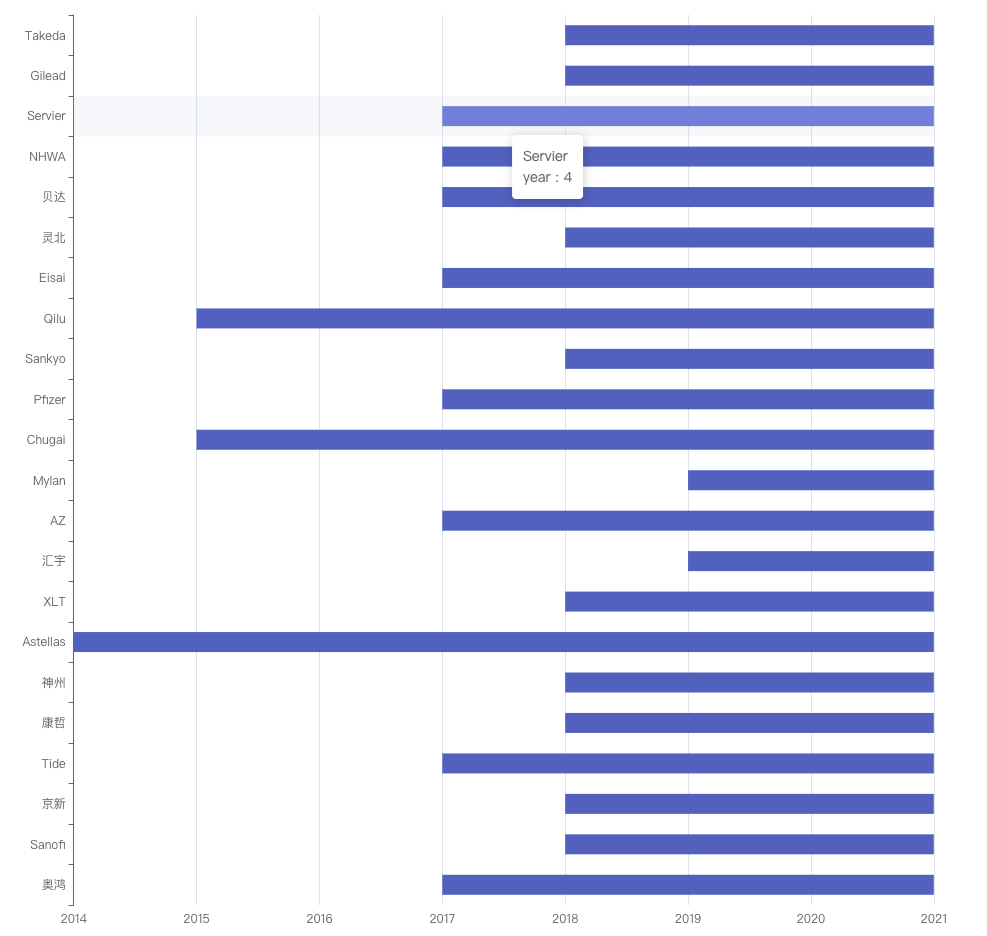 Takeda
Gilead
Servier
NHWA
Servier
year : 4
贝达
灵北
Eisai
Qilu
Sankyo
Pfizer
Chugai
Mylan
AZ
汇宇
XLT
Astellas
神州
康哲
Tide
京新
Sanofi
奥鸿
2014 2015 2016 2017 2018 2019 2020 2021